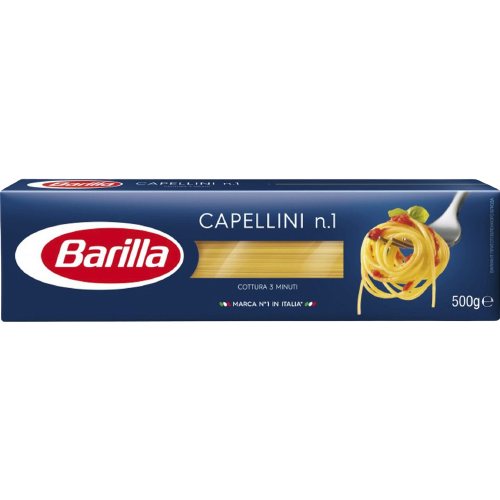 Barilla
CAPELLINI n.1
Barilla
CAPELLINI n.1
COTTURA 3 MINUTI
MARCA N°1 IN ITALIA*
500g e